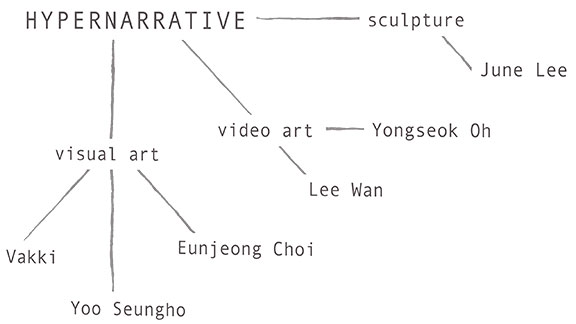 HYPERNARRATIVE
sculpture
June Lee
video art
Yongseok Oh
Lee Wan
visual art
Vakki
Yoo Seungho
Eunjeong Choi